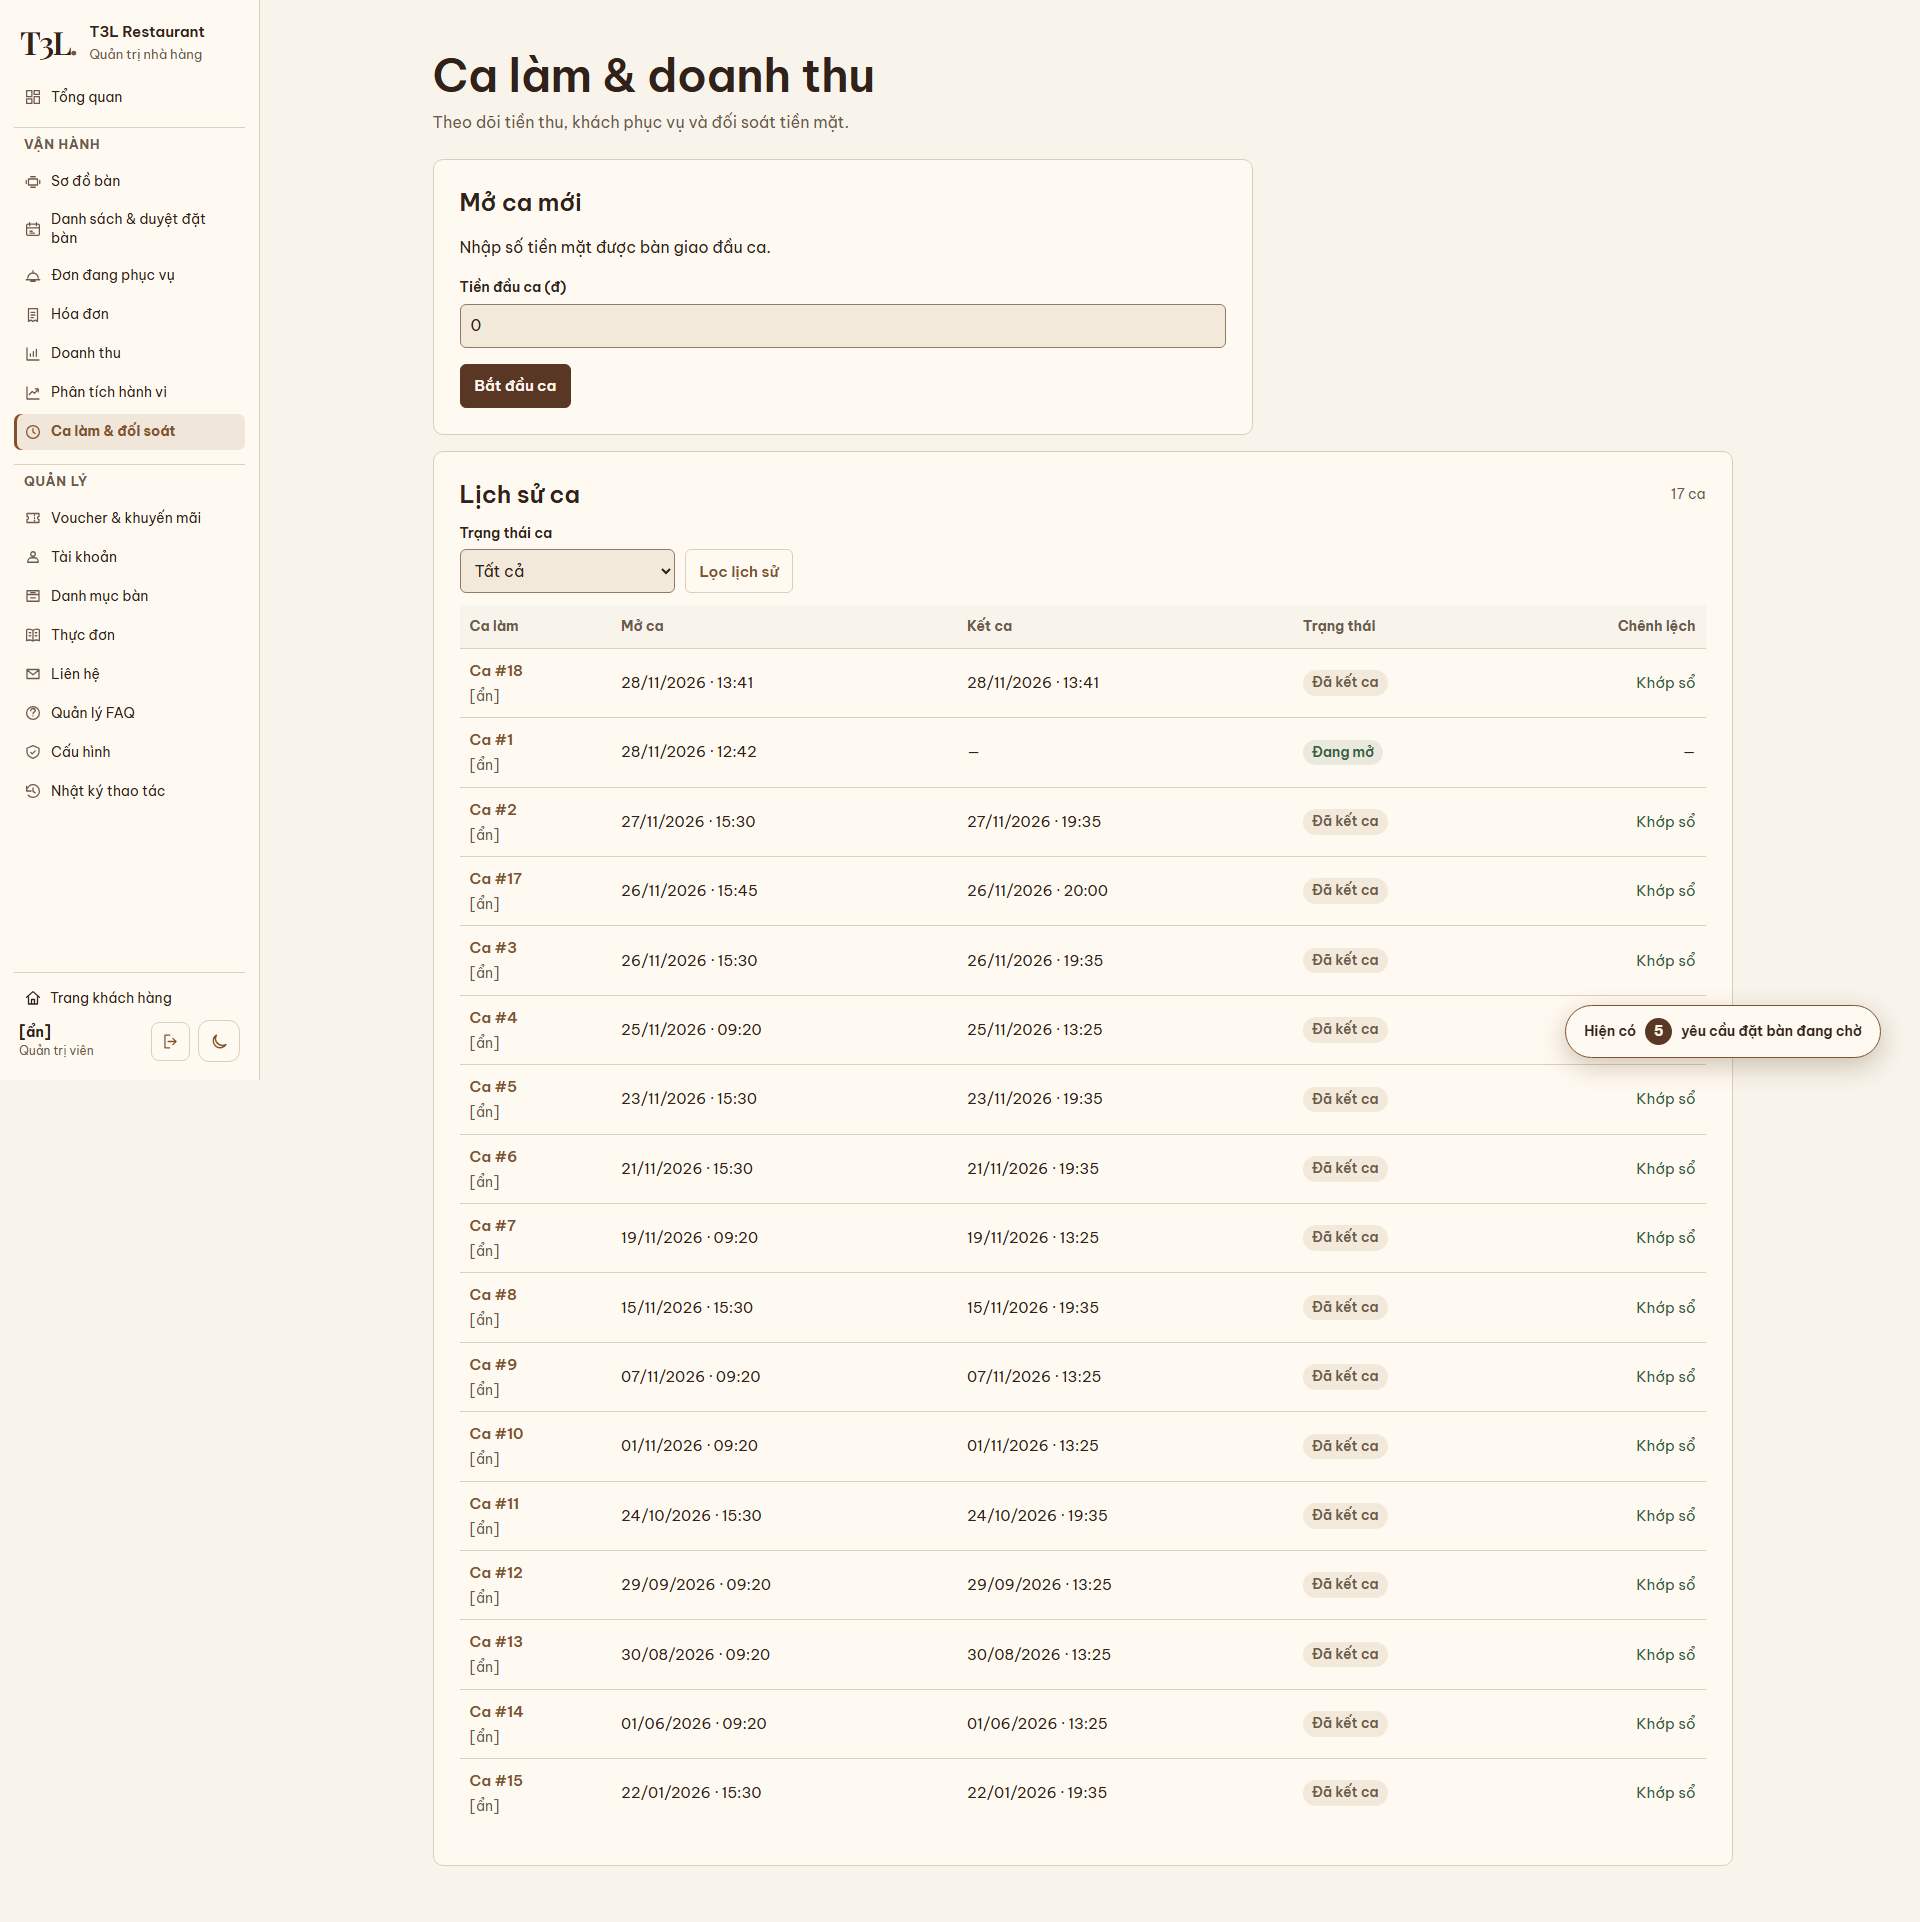 T3L.
T3L Restaurant
Quản trị nhà hàng
Tổng quan
VẬN HÀNH
Sơ đồ bàn
Danh sách & duyệt đặt
bàn
Đơn đang phục vụ
Hóa đơn
Doanh thu
Phân tích hành vi
Ca làm & đối soát
QUẢN LÝ
Voucher & khuyến mãi
Tài khoản
Danh mục bàn
Thực đơn
Liên hệ
Quản lý FAQ
Cấu hình
Nhật ký thao tác
Trang khách hàng
[ẩn]
Quản trị viên
Ca làm & doanh thu
Theo dõi tiền thu, khách phục vụ và đối soát tiền mặt.
Mở ca mới
Nhập số tiền mặt được bàn giao đầu ca.
Tiền đầu ca (đ)
0
Bắt đầu ca
Lịch sử ca
17 ca
Trạng thái ca
Tất cả
Lọc lịch sử
Ca làm Mở ca Kết ca Trạng thái Chênh lệch
Ca #18
[ẩn]
28/11/2026 · 13:41 28/11/2026 · 13:41 Đã kết ca Khớp sổ
Ca #1
[ẩn]
28/11/2026 · 12:42 — Đang mở —
Ca #2
[ẩn]
27/11/2026 · 15:30 27/11/2026 · 19:35 Đã kết ca Khớp sổ
Ca #17
[ẩn]
26/11/2026 · 15:45 26/11/2026 · 20:00 Đã kết ca Khớp sổ
Ca #3
[ẩn]
26/11/2026 · 15:30 26/11/2026 · 19:35 Đã kết ca Khớp sổ
Ca #4
[ẩn]
25/11/2026 · 09:20 25/11/2026 · 13:25 Đã kết ca
Hiện có 5 yêu cầu đặt bàn đang chờ
Ca #5
[ẩn]
23/11/2026 · 15:30 23/11/2026 · 19:35 Đã kết ca Khớp sổ
Ca #6
[ẩn]
21/11/2026 · 15:30 21/11/2026 · 19:35 Đã kết ca Khớp sổ
Ca #7
[ẩn]
19/11/2026 · 09:20 19/11/2026 · 13:25 Đã kết ca Khớp sổ
Ca #8
[ẩn]
15/11/2026 · 15:30 15/11/2026 · 19:35 Đã kết ca Khớp sổ
Ca #9
[ẩn]
07/11/2026 · 09:20 07/11/2026 · 13:25 Đã kết ca Khớp sổ
Ca #10
[ẩn]
01/11/2026 · 09:20 01/11/2026 · 13:25 Đã kết ca Khớp sổ
Ca #11
[ẩn]
24/10/2026 · 15:30 24/10/2026 · 19:35 Đã kết ca Khớp sổ
Ca #12
[ẩn]
29/09/2026 · 09:20 29/09/2026 · 13:25 Đã kết ca Khớp sổ
Ca #13
[ẩn]
30/08/2026 · 09:20 30/08/2026 · 13:25 Đã kết ca Khớp sổ
Ca #14
[ẩn]
01/06/2026 · 09:20 01/06/2026 · 13:25 Đã kết ca Khớp sổ
Ca #15
[ẩn]
22/01/2026 · 15:30 22/01/2026 · 19:35 Đã kết ca Khớp sổ